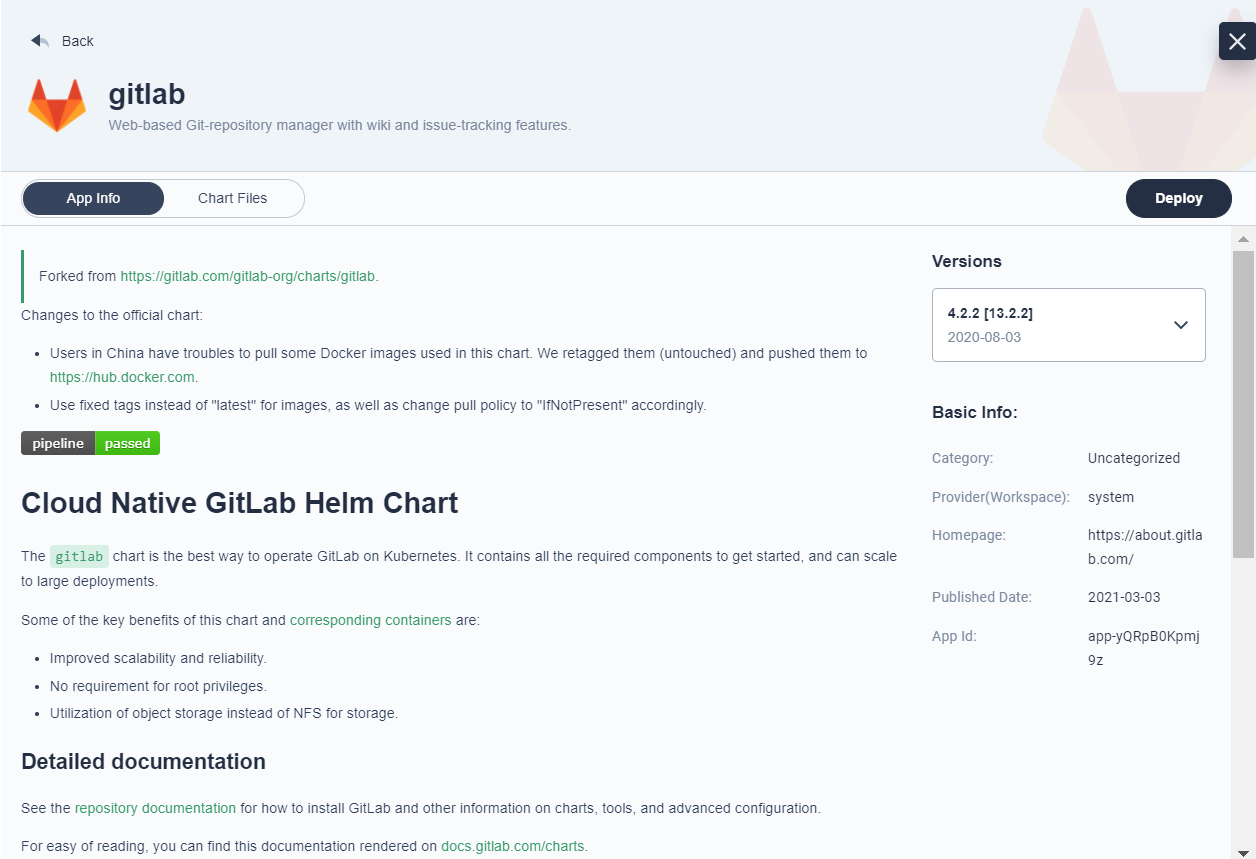 Back
gitlab
Web-based Git-repository manager with wiki and issue-tracking features.
App Info
Chart Files
Deploy
Forked from https://gitlab.com/gitlab-org/charts/gitlab.
Changes to the official chart:
• Users in China have troubles to pull some Docker images used in this chart. We retagged them (untouched) and pushed them to
https://hub.docker.com.
• Use fixed tags instead of "latest" for images, as well as change pull policy to "IfNotPresent" accordingly.
pipeline passed
Cloud Native GitLab Helm Chart
The gitlab chart is the best way to operate GitLab on Kubernetes. It contains all the required components to get started, and can scale
to large deployments.
Some of the key benefits of this chart and corresponding containers are:
• Improved scalability and reliability.
• No requirement for root privileges.
• Utilization of object storage instead of NFS for storage.
Detailed documentation
See the repository documentation for how to install GitLab and other information on charts, tools, and advanced configuration.
For easy of reading, you can find this documentation rendered on docs.gitlab.com/charts.
Versions
4.2.2 [13.2.2]
2020-08-03
Basic Info:
Category: Uncategorized
Provider(Workspace): system
Homepage: https://about.gitla
b.com/
Published Date: 2021-03-03
App Id: app-yQRpB0Kpmj
9z